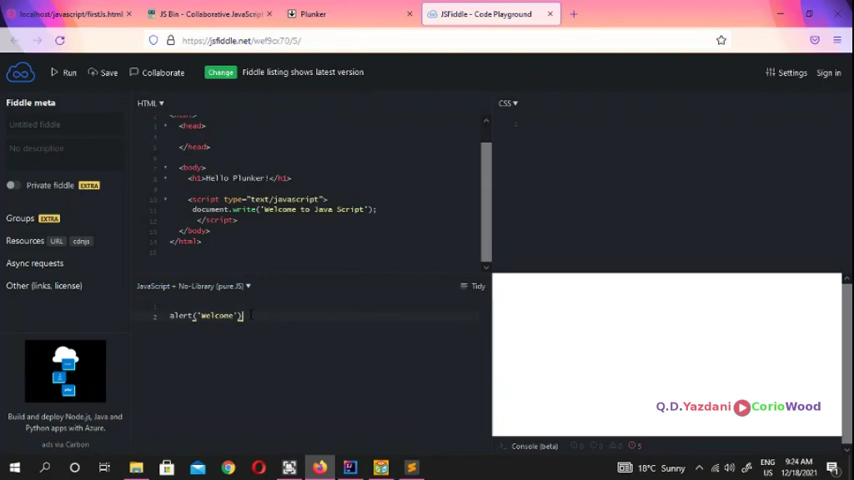 localhost/javascript/firstJs.html
JS Bin - Collaborative JavaScript
Plunker
JSFiddle - Code Playground
https://jsfiddle.net/wef9cx70/5/
Run
Save
Collaborate
Change
Fiddle listing shows latest version
Settings
Sign in
Fiddle meta
Untitled fiddle
No description
Private fiddle EXTRA
Groups EXTRA
Resources URL cdnjs
Async requests
Other (links, license)
Build and deploy Node.js, Java and
Python apps with Azure.
ads via Carbon
HTML
<head>
</head>
<body>
<h1>Hello Plunker!</h1>
<script type="text/javascript">
document.write('Welcome to Java Script');
</script>
</body>
</html>
JavaScript + No-Library (pure JS)
Tidy
1
2 alert('Welcome')
CSS
Q.D.Yazdani CorioWood
Console (beta)
18°C Sunny
ENG
US
9:24 AM
12/18/2021